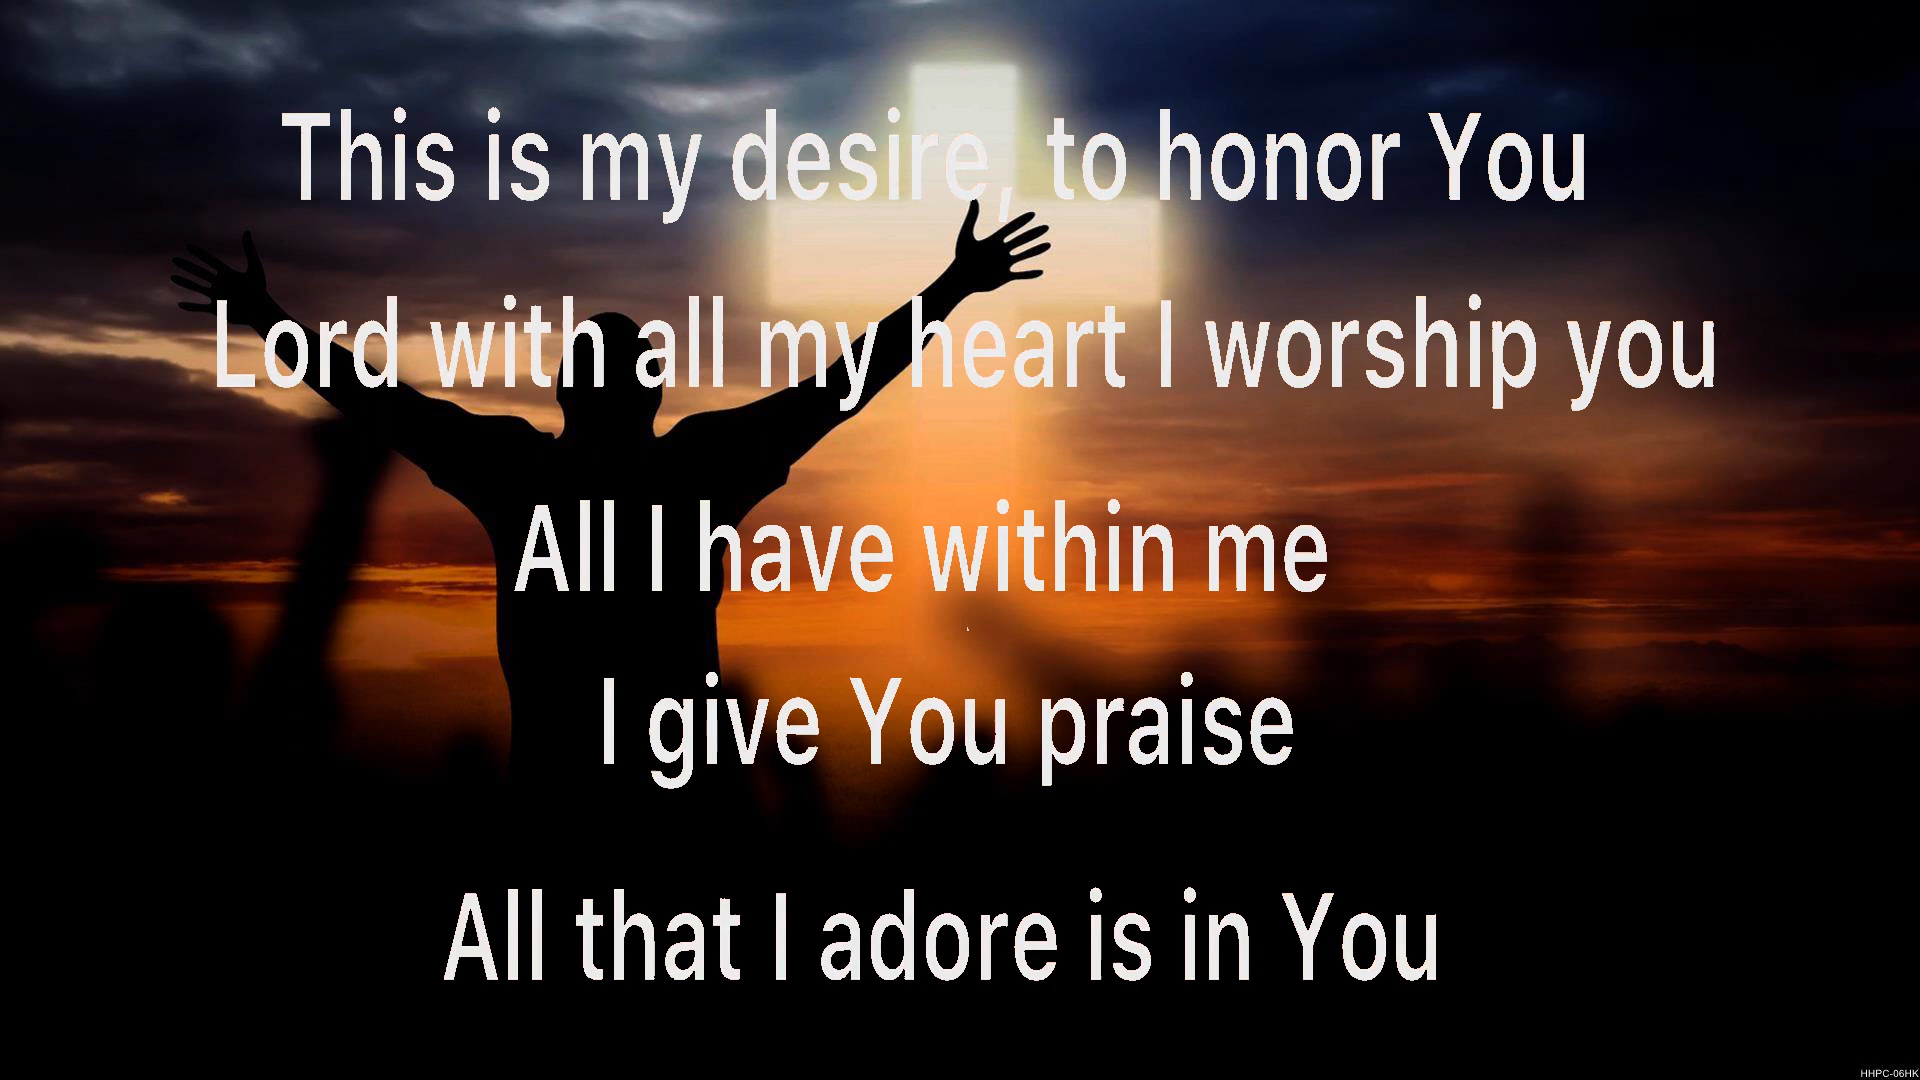 This is my desire, to honor You
Lord with all my heart I worship you
All I have within me
I give You praise
All that I adore is in You
HHPC-06HK